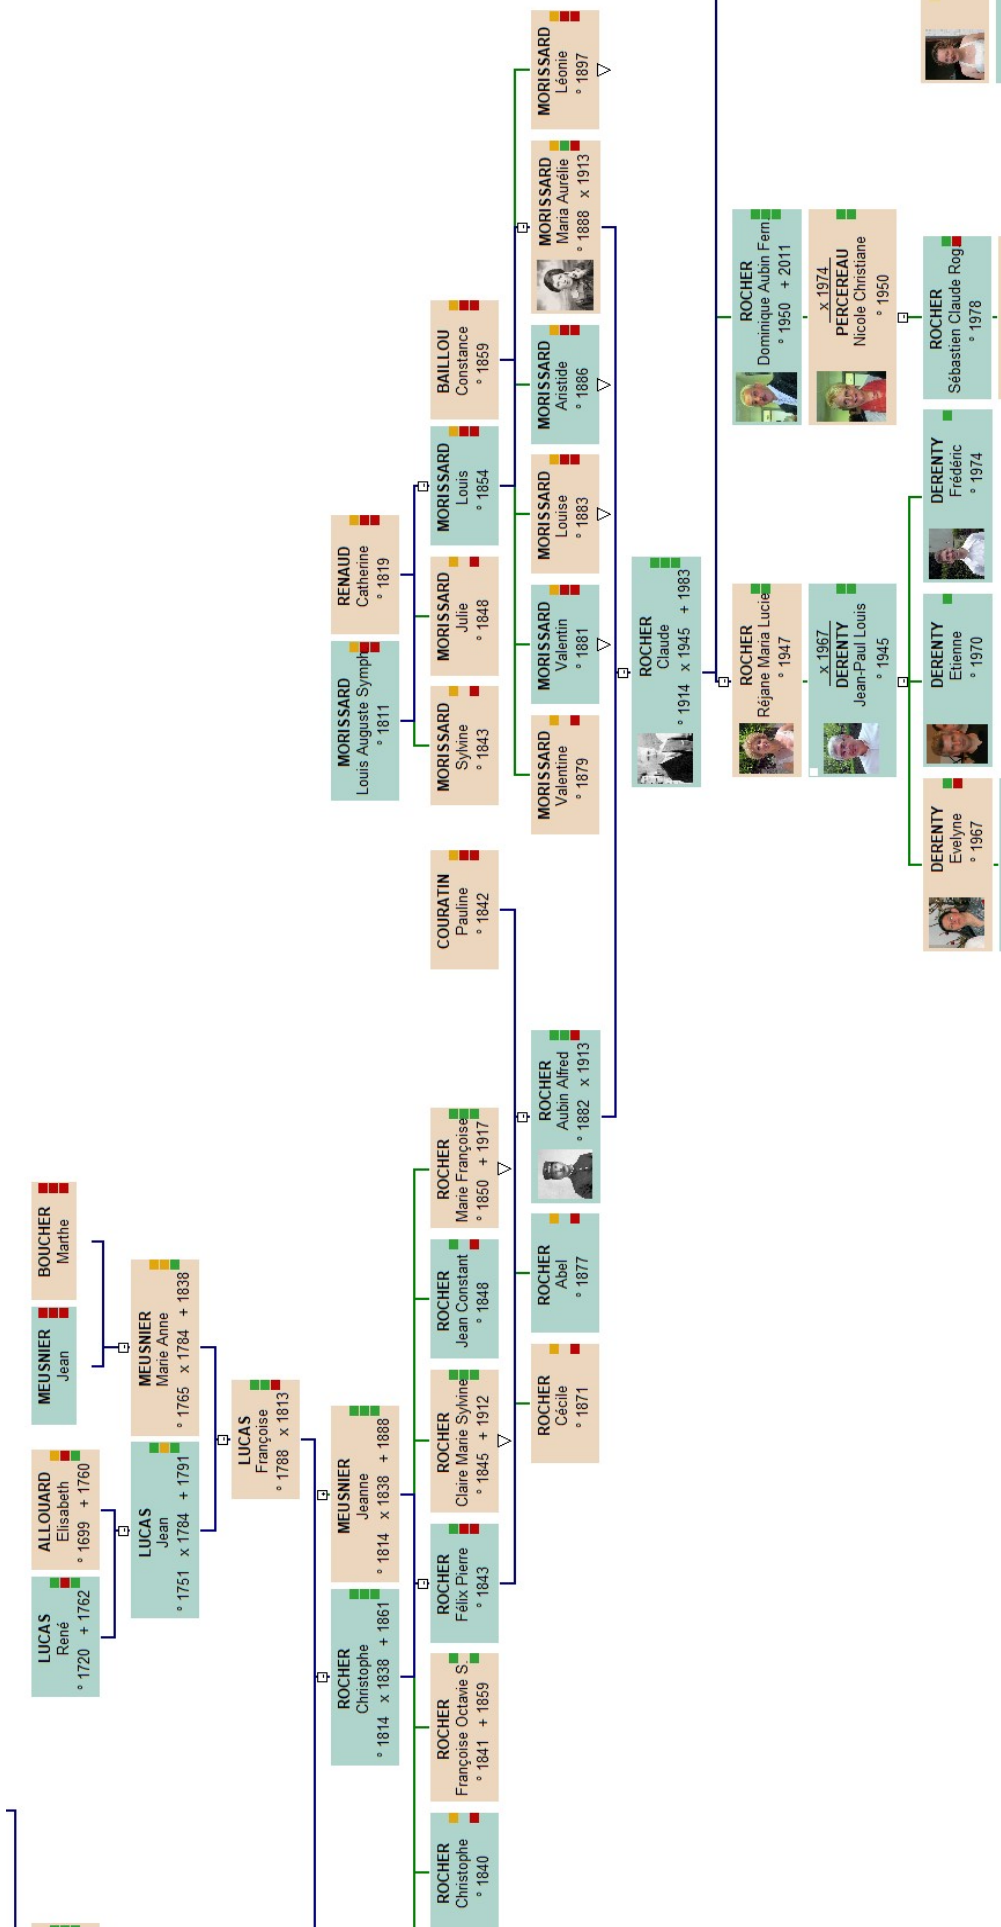 LUCAS
René
° 1720 + 1762
ALLOUARD
Elisabeth
° 1699 + 1760
MEUSNIER
Jean
BOUCHER
Marthe
LUCAS
Jean
° 1751 x 1784 + 1791
MEUSNIER
Marie Anne
° 1765 x 1784 + 1838
LUCAS
Françoise
° 1788 x 1813
ROCHER
Christophe
° 1814 x 1838 + 1861
MEUSNIER
Jeanne
° 1814 x 1838 + 1888
MORISSARD
Louis Auguste Symph
° 1811
RENAUD
Catherine
° 1819
ROCHER
Christophe
° 1840
ROCHER
Françoise Octavie S.
° 1841 + 1859
ROCHER
Félix Pierre
° 1843
ROCHER
Claire Marie Sylvine
° 1845 + 1912
ROCHER
Jean Constant
° 1848
ROCHER
Marie Françoise
° 1850 + 1917
COURATIN
Pauline
° 1842
MORISSARD
Sylvine
° 1843
MORISSARD
Julie
° 1848
MORISSARD
Louis
° 1854
BAILLOU
Constance
° 1859
ROCHER
Cécile
° 1871
ROCHER
Abel
° 1877
ROCHER
Aubin Alfred
° 1882 x 1913
MORISSARD
Valentine
° 1879
MORISSARD
Valentin
° 1881
MORISSARD
Louise
° 1883
MORISSARD
Aristide
° 1886
MORISSARD
Maria Aurélie
° 1888 x 1913
MORISSARD
Léonie
° 1897
ROCHER
Claude
° 1914 x 1945 + 1983
ROCHER
Réjane Maria Lucie
° 1947
x 1967
DERENTY
Jean-Paul Louis
° 1945
ROCHER
Dominique Aubin Fern.
° 1950 + 2011
x 1974
PERCEREAU
Nicole Christiane
° 1950
DERENTY
Evelyne
° 1967
DERENTY
Etienne
° 1970
DERENTY
Frédéric
° 1974
ROCHER
Sébastien Claude Rog
° 1978